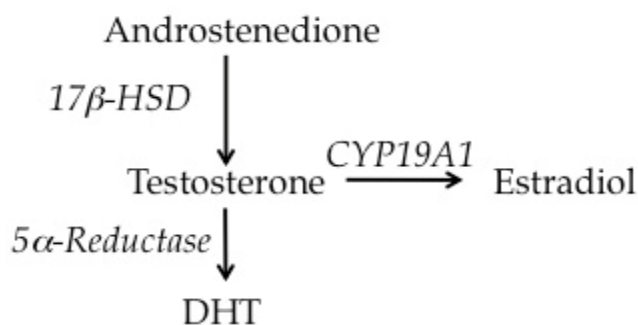 Androstenedione
17β-HSD
CYP19A1
Testosterone
Estradiol
5α-Reductase
DHT